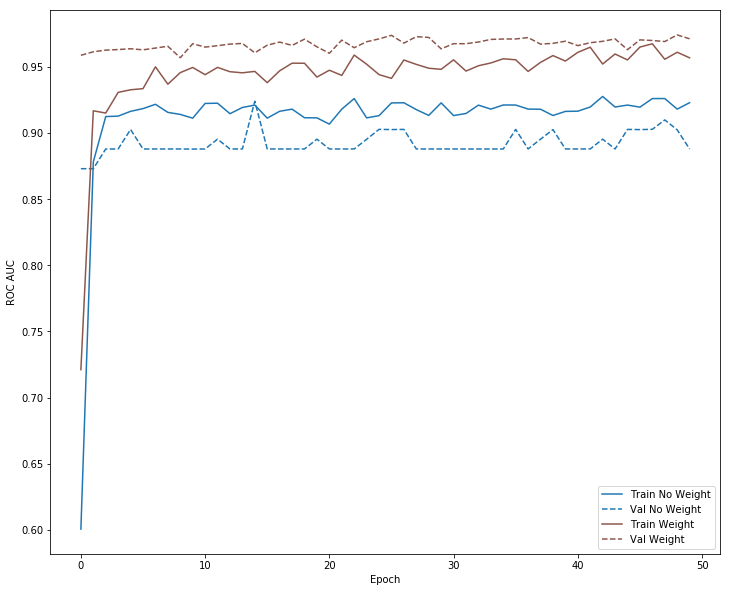 0.95
0.90
0.85
0.80
0.75
0.70
0.65
0.60
ROC AUC
0
10
20
30
40
50
Epoch
Train No Weight
Val No Weight
Train Weight
Val Weight